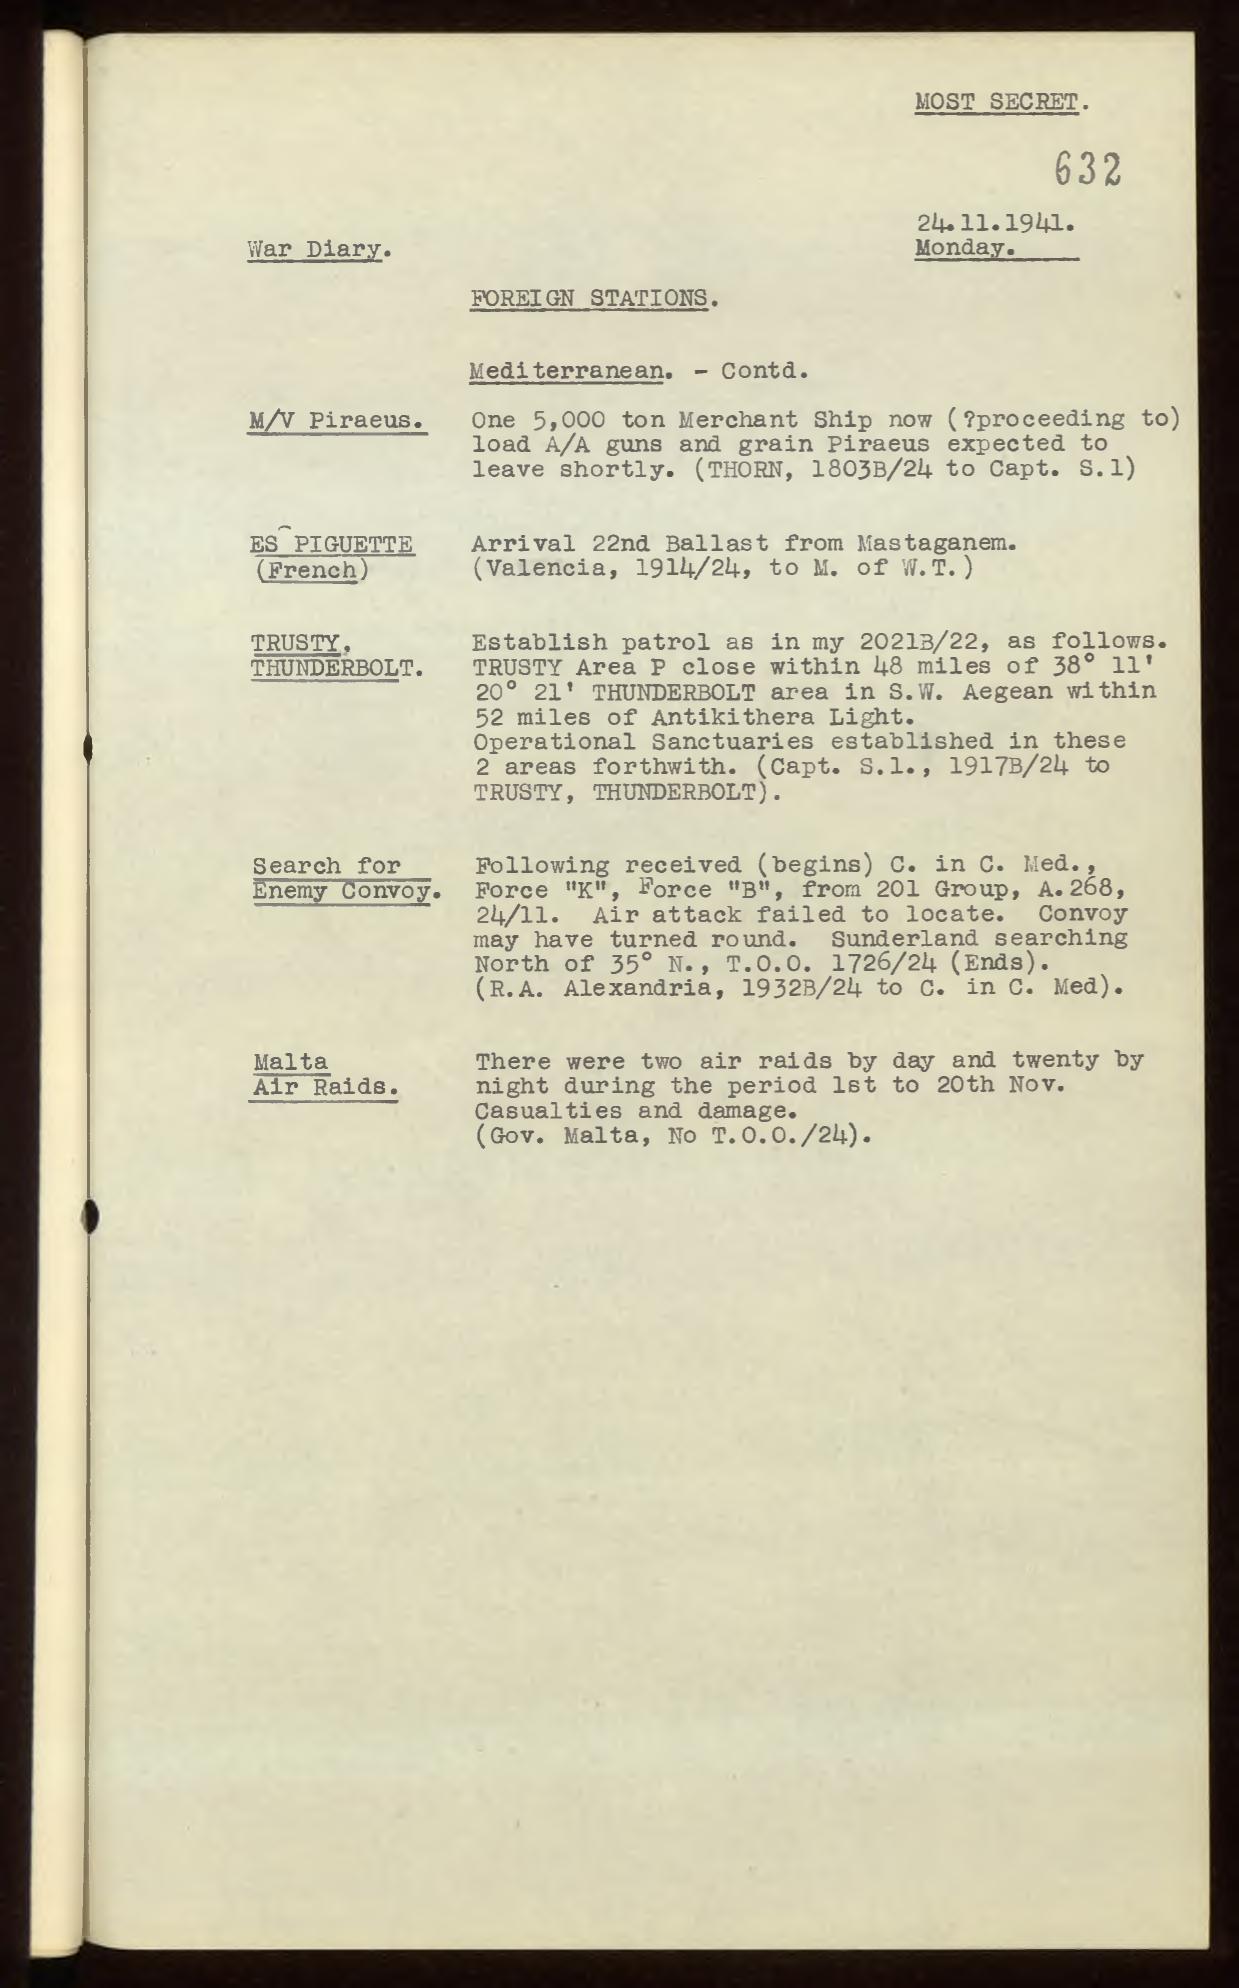 MOST SECRET.
632
24.11.1941.
War Diary.
Monday.
FOREIGN STATIONS.
Mediterranean. - Contd.
M/V Piraeus. One 5,000 ton Merchant Ship now (?proceeding to)
load A/A guns and grain Piraeus expected to
leave shortly. (THORN, 1803B/24 to Capt. S.1)
ES PIGUETTE Arrival 22nd Ballast from Mastaganem.
(French) (Valencia, 1914/24, to M. of W.T.)
TRUSTY, Establish patrol as in my 2021B/22, as follows.
THUNDERBOLT. TRUSTY Area P close within 48 miles of 38° 11'
20° 21' THUNDERBOLT area in S.W. Aegean within
52 miles of Antikithera Light.
Operational Sanctuaries established in these
2 areas forthwith. (Capt. S.1., 1917B/24 to
TRUSTY, THUNDERBOLT).
Search for Following received (begins) C. in C. Med.,
Enemy Convoy. Force "K", Force "B", from 201 Group, A.268,
24/11. Air attack failed to locate. Convoy
may have turned round. Sunderland searching
North of 35° N., T.O.O. 1726/24 (Ends).
(R.A. Alexandria, 1932B/24 to C. in C. Med).
Malta There were two air raids by day and twenty by
Air Raids. night during the period 1st to 20th Nov.
Casualties and damage.
(Gov. Malta, No T.O.O./24).